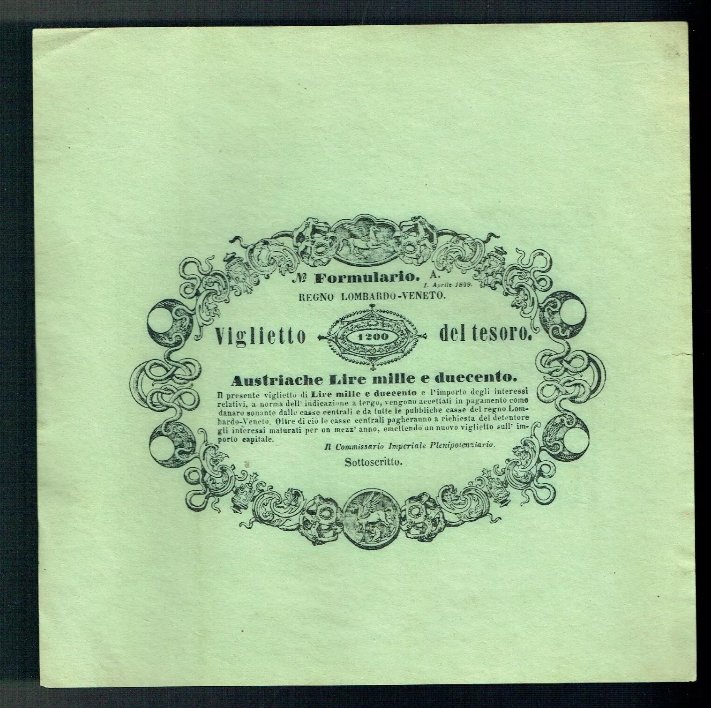 Nº Formulario. A.
1. Aprile 1849.
REGNO LOMBARDO-VENETO.
Viglietto 1200 del tesoro.
Austriache Lire mille e duecento.
Il presente viglietto di Lire mille e duecento e l'importo degli interessi
relativi, a norma dell'indicazione a tergo, vengono accettati in pagamento come
danaro sonante dalle casse centrali e da tutte le pubbliche casse del regno Lom-
bardo-Veneto. Oltre di ciò le casse centrali pagheranno a richiesta del detentore
gli interessi maturati per un mezz' anno, emettendo un nuovo viglietto sull' im-
porto capitale.
Il Commissario Imperiale Plenipotenziario.
Sottoscritto.